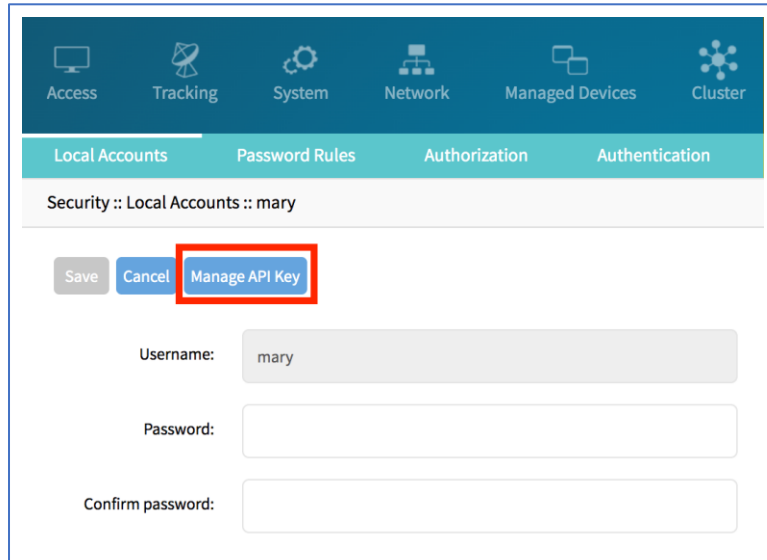 Access Tracking System Network Managed Devices Cluster
Local Accounts Password Rules Authorization Authentication
Security :: Local Accounts :: mary
Save Cancel Manage API Key
Username: mary
Password:
Confirm password: